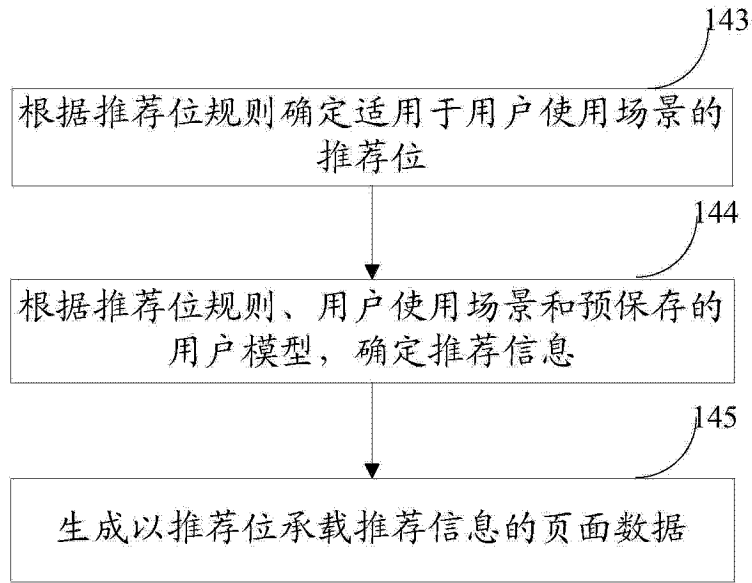 143
根据推荐位规则确定适用于用户使用场景的
推荐位
144
根据推荐位规则、用户使用场景和预保存的
用户模型，确定推荐信息
145
生成以推荐位承载推荐信息的页面数据